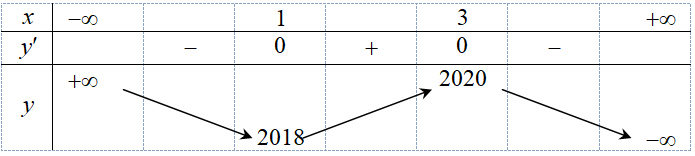 x −∞ 1 3 +∞
y′ − 0 + 0 −
+∞ 2020
y
2018 −∞